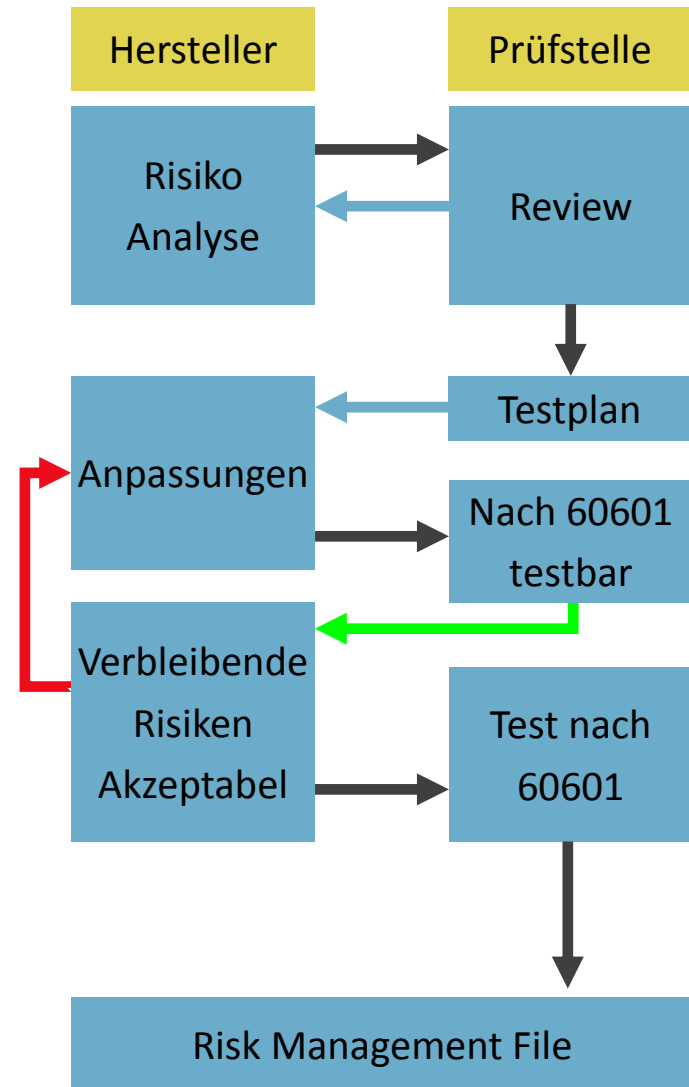 Hersteller
Prüfstelle
Risiko
Analyse
Review
Testplan
Anpassungen
Nach 60601
testbar
Verbleibende
Risiken
Akzeptabel
Test nach
60601
Risk Management File